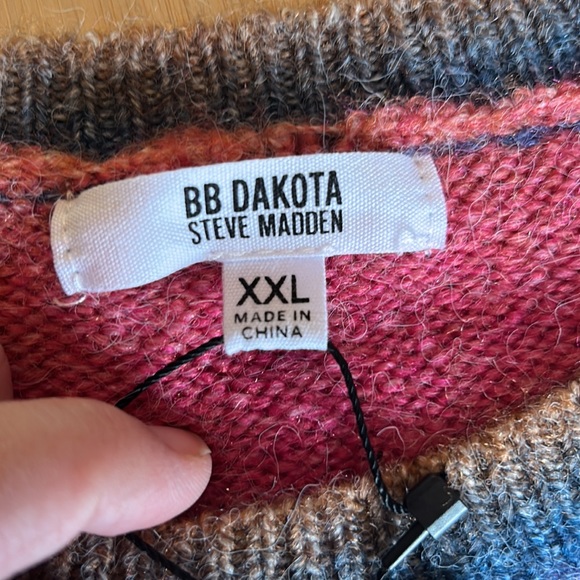 BB DAKOTA
STEVE MADDEN
XXL
MADE IN
CHINA